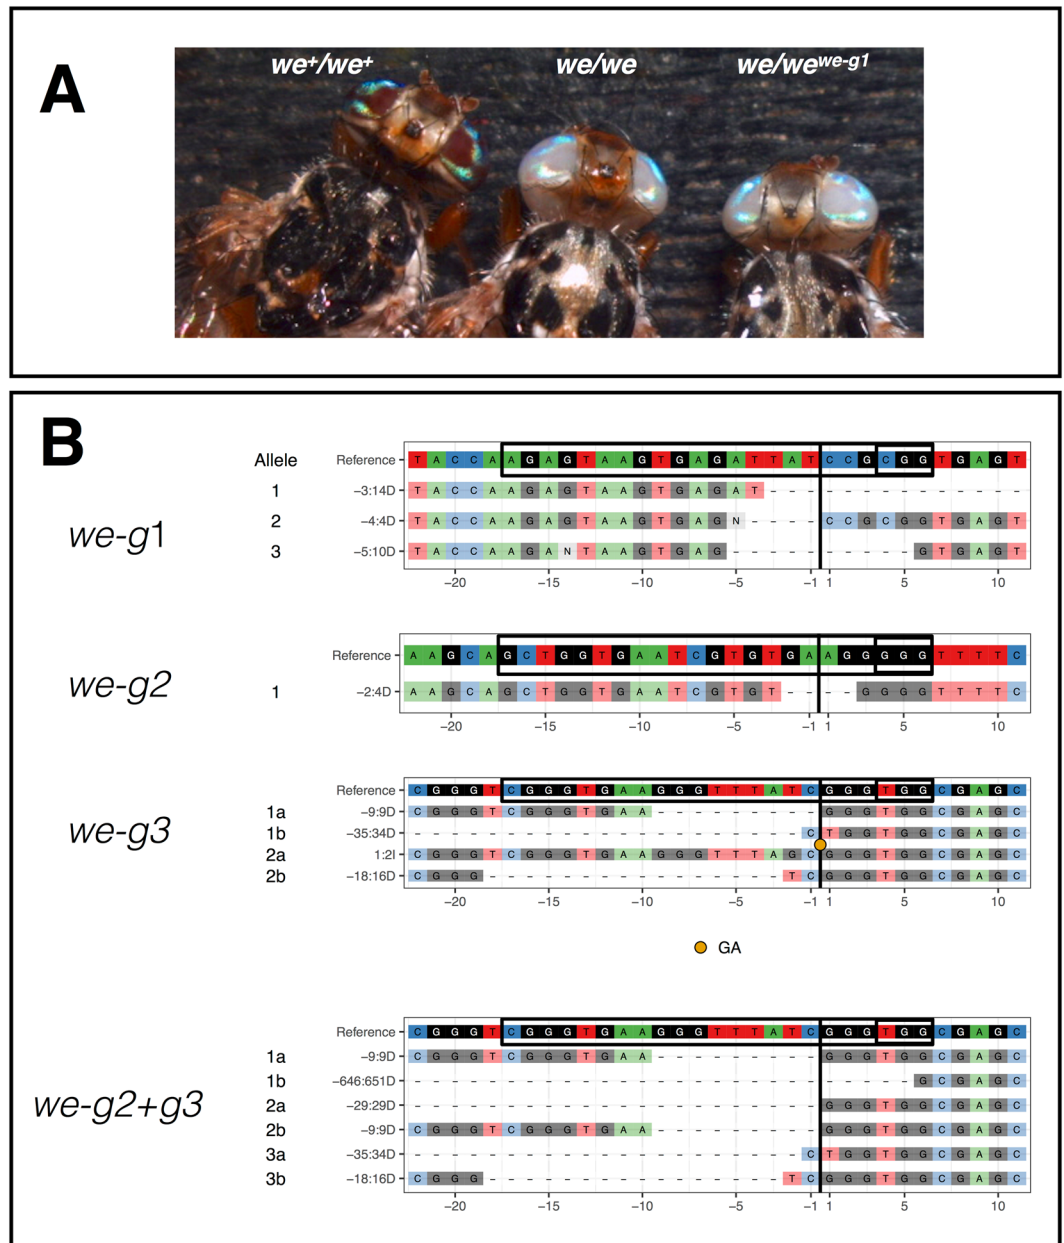 A
we+/we+ we/we we/wewe-g1
B
Allele
Reference T A C C A A G A G T A A G T G A G A T T A T C C G C G G T G A G T
we-g1
1 −3:14D T A C C A A G A G T A A G T G A G A T - - - - - - - - - - - - - -
2 −4:4D T A C C A A G A G T A A G T G A G N - - - - C C G C G G T G A G T
3 −5:10D T A C C A A G A N T A A G T G A G - - - - - - - - - - G T G A G T
−20 −15 −10 −5 −1 1 5 10
we-g2
Reference A A G C A G C T G G T G A A T C G T G T G A A G G G G G T T T T C
1 −2:4D A A G C A G C T G G T G A A T C G T G T - - - - G G G G T T T T C
−20 −15 −10 −5 −1 1 5 10
we-g3
Reference C G G G T C G G G T G A A G G G T T T A T C G G G T G G C G A G C
1a −9:9D C G G G T C G G G T G A A - - - - - - - - - G G G T G G C G A G C
1b −35:34D - - - - - - - - - - - - - - - - - - - - - C T G G T G G C G A G C
2a 1:2I C G G G T C G G G T G A A G G G T T T A G C G G G T G G C G A G C
2b −18:16D C G G G - - - - - - - - - - - - - - - - T C G G G T G G C G A G C
−20 −15 −10 −5 −1 1 5 10
GA
we-g2+g3
Reference C G G G T C G G G T G A A G G G T T T A T C G G G T G G C G A G C
1a −9:9D C G G G T C G G G T G A A - - - - - - - - - G G G T G G C G A G C
1b −646:651D - - - - - - - - - - - - - - - - - - - - - - - - - - - G C G A G C
2a −29:29D - - - - - - - - - - - - - - - - - - - - - - G G G T G G C G A G C
2b −9:9D C G G G T C G G G T G A A - - - - - - - - - G G G T G G C G A G C
3a −35:34D - - - - - - - - - - - - - - - - - - - - - C T G G T G G C G A G C
3b −18:16D C G G G - - - - - - - - - - - - - - - - T C G G G T G G C G A G C
−20 −15 −10 −5 −1 1 5 10